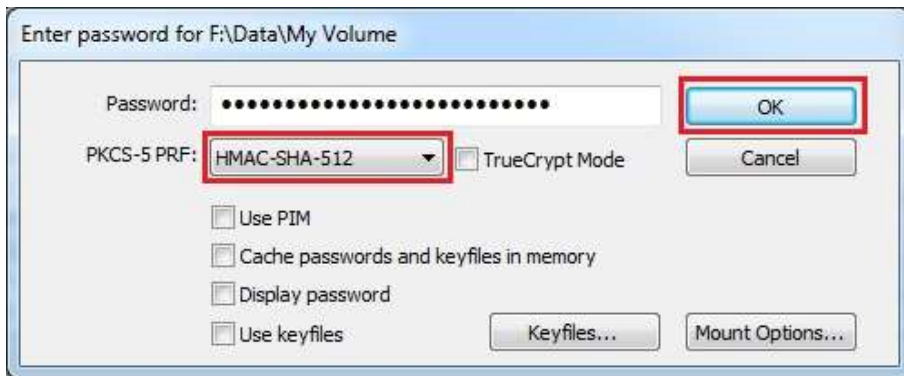 Enter password for F:\Data\My Volume
Password: ●●●●●●●●●●●●●●●●●●●●●●●●●● OK
PKCS-5 PRF: HMAC-SHA-512 TrueCrypt Mode Cancel
Use PIM
Cache passwords and keyfiles in memory
Display password
Use keyfiles Keyfiles... Mount Options...